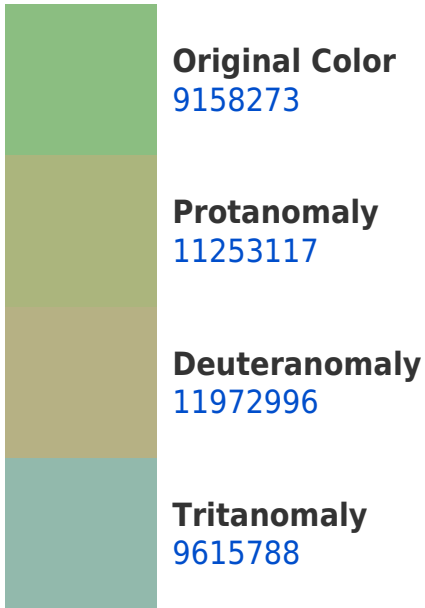 Original Color
9158273
Protanomaly
11253117
Deuteranomaly
11972996
Tritanomaly
9615788